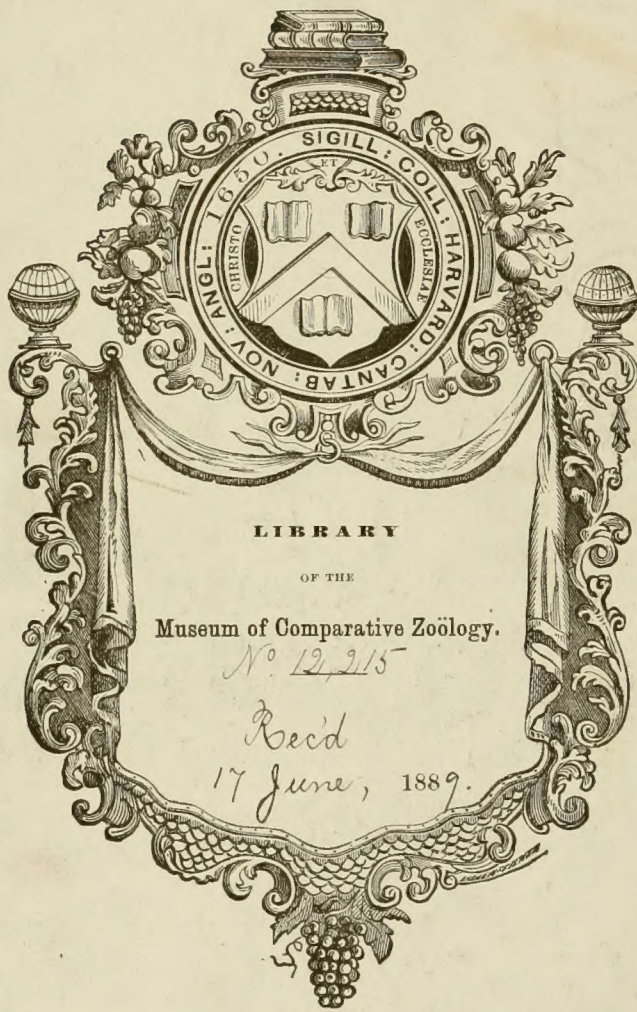 SIGILL: COLL: HARVARD: CANTAB: NOV: ANGL: 1650.
CHRISTO
ET
ECCLESIAE
LIBRARY
OF THE
Museum of Comparative Zoölogy.
No 12,215
Rec'd
17 June, 1889.